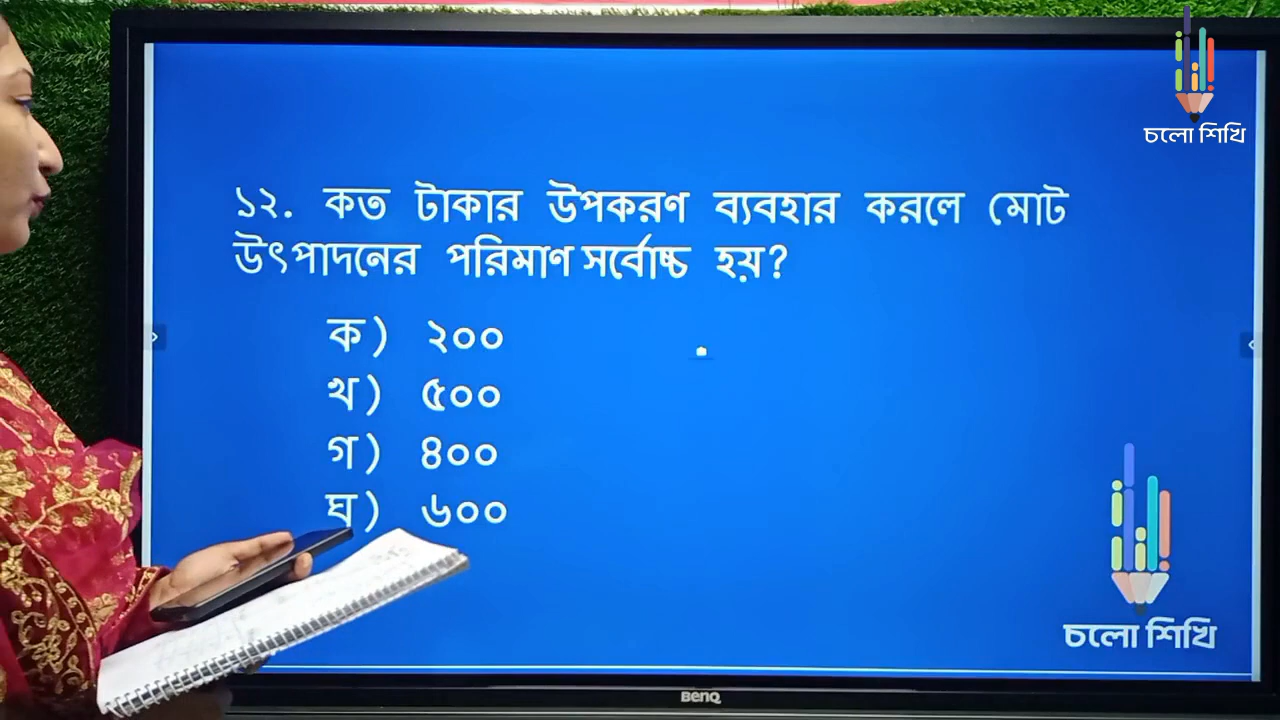 চলো শিখি
১২. কত টাকার উপকরণ ব্যবহার করলে মোট
উৎপাদনের পরিমাণ সর্বোচ্চ হয়?
ক) ২০০
খ) ৫০০
গ) ৪০০
ঘ) ৬০০
চলো শিখি
BenQ